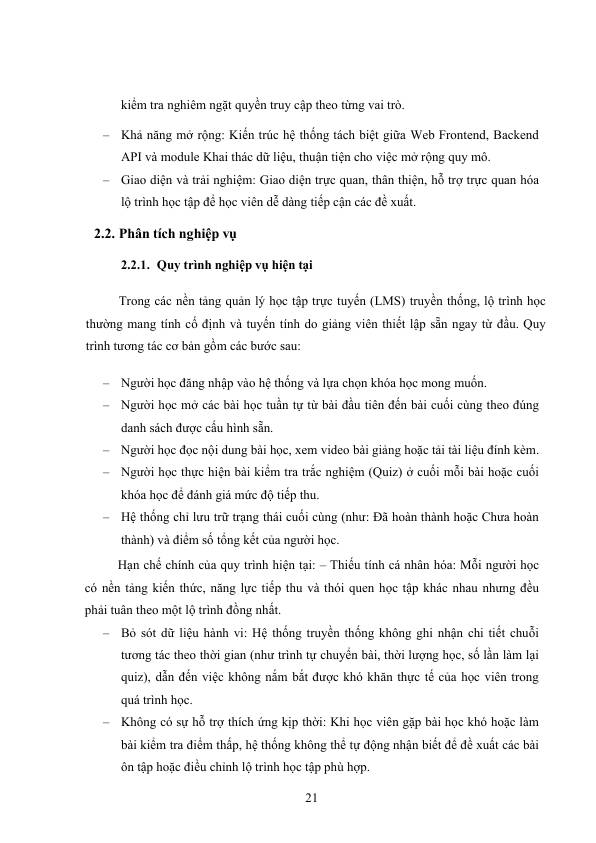 kiểm tra nghiêm ngặt quyền truy cập theo từng vai trò.
– Khả năng mở rộng: Kiến trúc hệ thống tách biệt giữa Web Frontend, Backend
API và module Khai thác dữ liệu, thuận tiện cho việc mở rộng quy mô.
– Giao diện và trải nghiệm: Giao diện trực quan, thân thiện, hỗ trợ trực quan hóa
lộ trình học tập để học viên dễ dàng tiếp cận các đề xuất.
2.2. Phân tích nghiệp vụ
2.2.1. Quy trình nghiệp vụ hiện tại
Trong các nền tảng quản lý học tập trực tuyến (LMS) truyền thống, lộ trình học
thường mang tính cố định và tuyến tính do giảng viên thiết lập sẵn ngay từ đầu. Quy
trình tương tác cơ bản gồm các bước sau:
– Người học đăng nhập vào hệ thống và lựa chọn khóa học mong muốn.
– Người học mở các bài học tuần tự từ bài đầu tiên đến bài cuối cùng theo đúng
danh sách được cấu hình sẵn.
– Người học đọc nội dung bài học, xem video bài giảng hoặc tải tài liệu đính kèm.
– Người học thực hiện bài kiểm tra trắc nghiệm (Quiz) ở cuối mỗi bài hoặc cuối
khóa học để đánh giá mức độ tiếp thu.
– Hệ thống chỉ lưu trữ trạng thái cuối cùng (như: Đã hoàn thành hoặc Chưa hoàn
thành) và điểm số tổng kết của người học.
Hạn chế chính của quy trình hiện tại: – Thiếu tính cá nhân hóa: Mỗi người học
có nền tảng kiến thức, năng lực tiếp thu và thói quen học tập khác nhau nhưng đều
phải tuân theo một lộ trình đồng nhất.
– Bỏ sót dữ liệu hành vi: Hệ thống truyền thống không ghi nhận chi tiết chuỗi
tương tác theo thời gian (như trình tự chuyển bài, thời lượng học, số lần làm lại
quiz), dẫn đến việc không nắm bắt được khó khăn thực tế của học viên trong
quá trình học.
– Không có sự hỗ trợ thích ứng kịp thời: Khi học viên gặp bài học khó hoặc làm
bài kiểm tra điểm thấp, hệ thống không thể tự động nhận biết để đề xuất các bài
ôn tập hoặc điều chỉnh lộ trình học tập phù hợp.
21